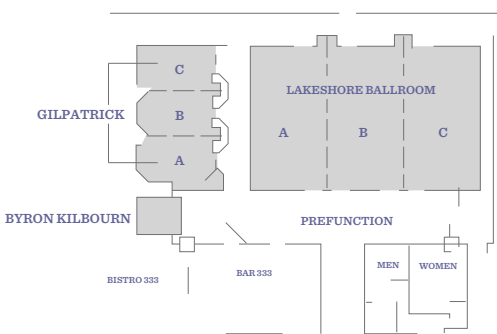 C
LAKESHORE BALLROOM
GILPATRICK
B
A
B
C
A
BYRON KILBOURN
PREFUNCTION
MEN
WOMEN
BISTRO 333
BAR 333